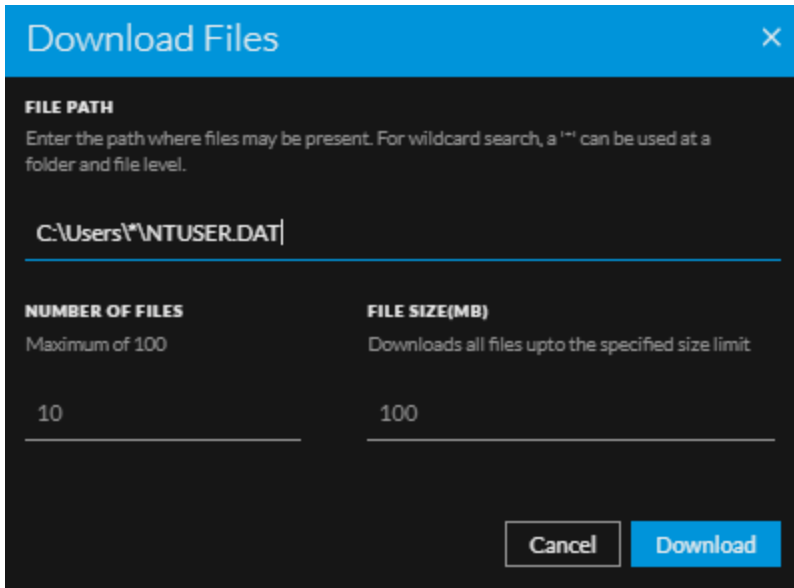 Download Files
FILE PATH
Enter the path where files may be present. For wildcard search, a '*' can be used at a
folder and file level.
C:\Users\*\NTUSER.DAT
NUMBER OF FILES
Maximum of 100
10
FILE SIZE(MB)
Downloads all files upto the specified size limit
100
Cancel
Download